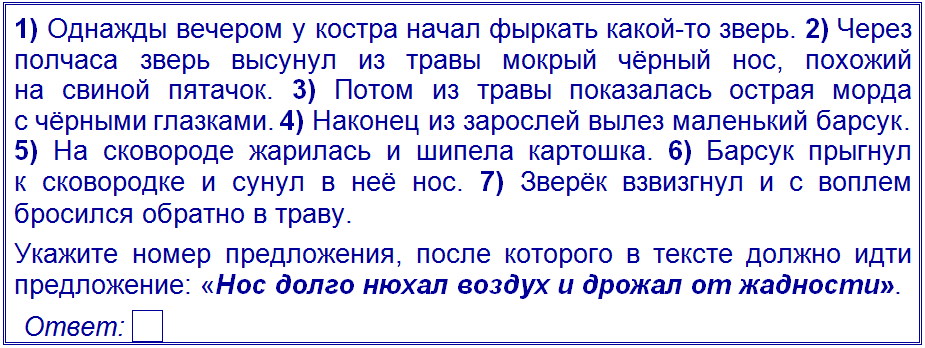 1) Однажды вечером у костра начал фыркать какой-то зверь. 2) Через
полчаса зверь высунул из травы мокрый чёрный нос, похожий
на свиной пятачок. 3) Потом из травы показалась острая морда
с чёрными глазками. 4) Наконец из зарослей вылез маленький барсук.
5) На сковороде жарилась и шипела картошка. 6) Барсук прыгнул
к сковородке и сунул в неё нос. 7) Зверёк взвизгнул и с воплем
бросился обратно в траву.
Укажите номер предложения, после которого в тексте должно идти
предложение: «Нос долго нюхал воздух и дрожал от жадности».
Ответ: